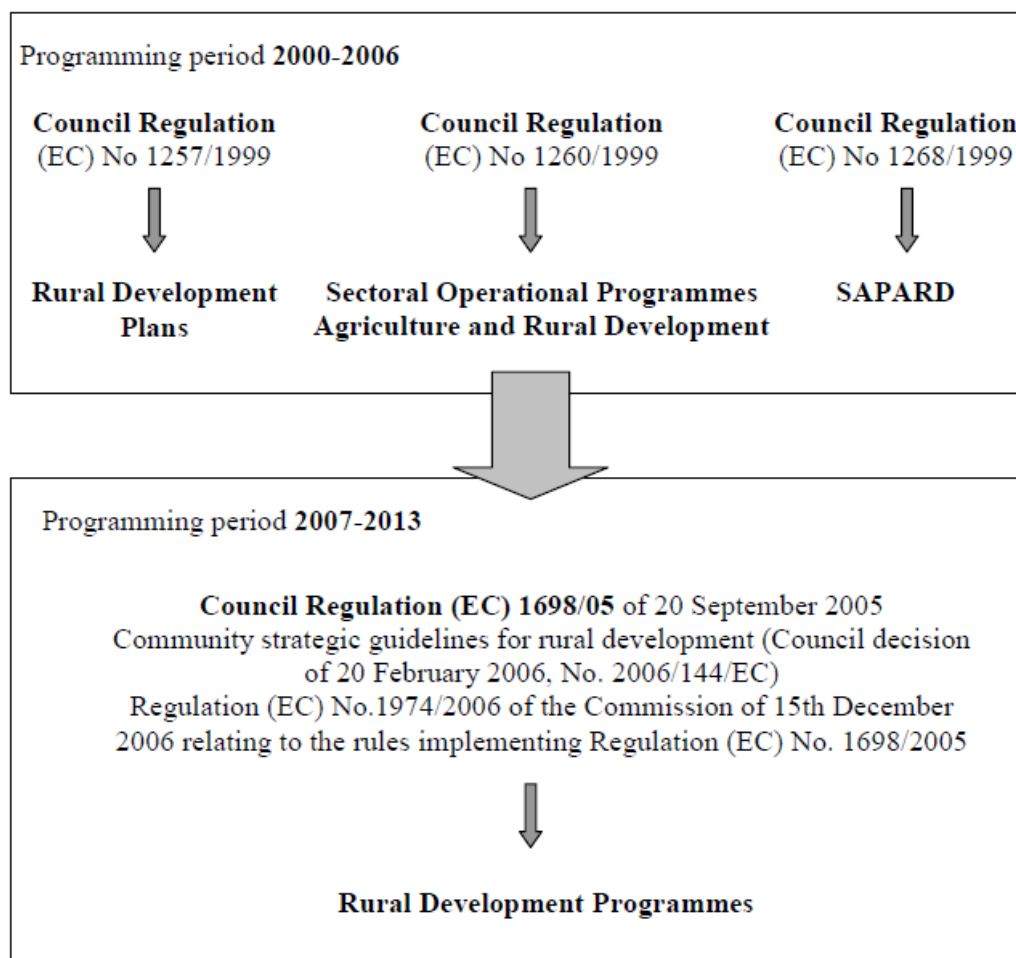 Programming period 2000-2006
Council Regulation
(EC) No 1257/1999
Council Regulation
(EC) No 1260/1999
Council Regulation
(EC) No 1268/1999
Rural Development
Plans
Sectoral Operational Programmes
Agriculture and Rural Development
SAPARD
Programming period 2007-2013
Council Regulation (EC) 1698/05 of 20 September 2005
Community strategic guidelines for rural development (Council decision
of 20 February 2006, No. 2006/144/EC)
Regulation (EC) No.1974/2006 of the Commission of 15th December
2006 relating to the rules implementing Regulation (EC) No. 1698/2005
Rural Development Programmes